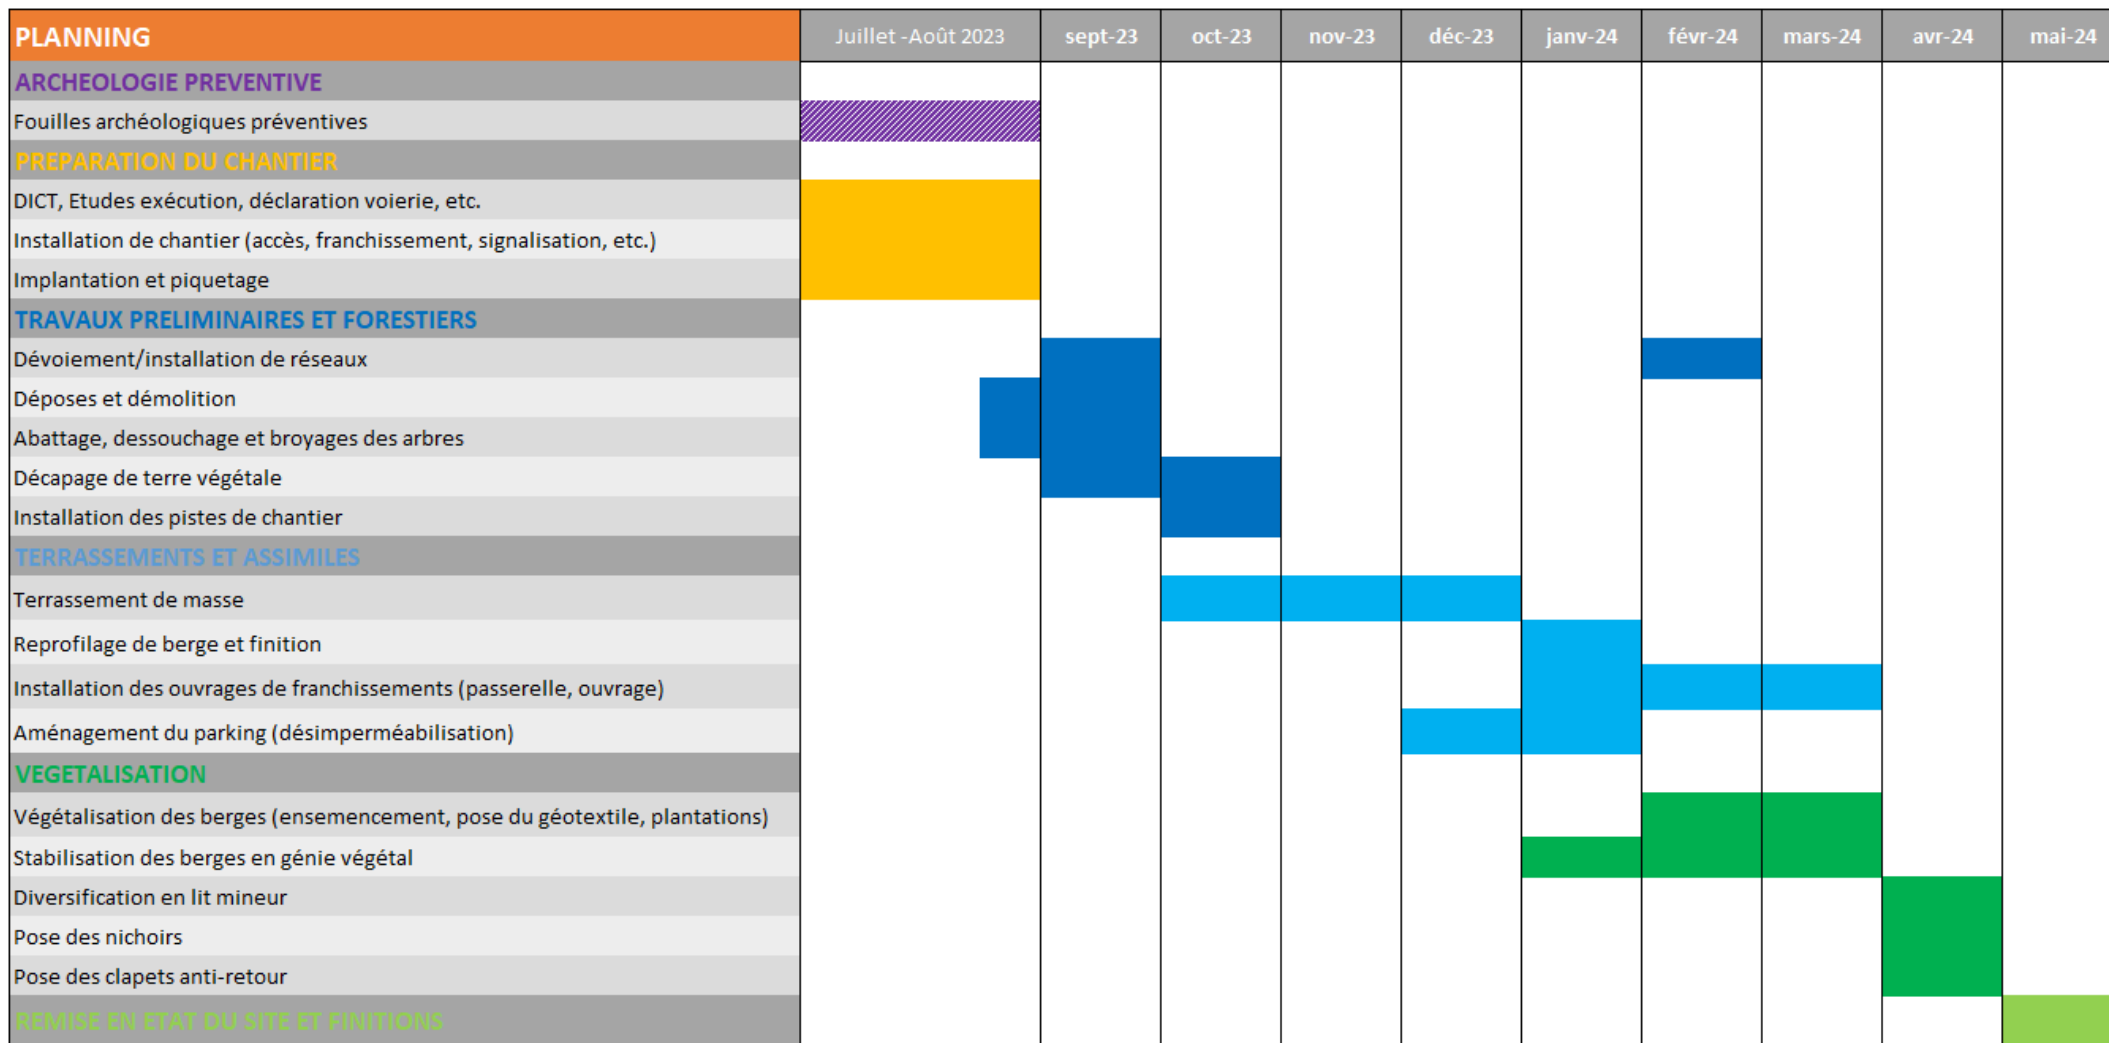 PLANNING Juillet -Août 2023 sept-23 oct-23 nov-23 déc-23 janv-24 févr-24 mars-24 avr-24 mai-24
ARCHEOLOGIE PREVENTIVE
Fouilles archéologiques préventives
PREPARATION DU CHANTIER
DICT, Etudes exécution, déclaration voierie, etc.
Installation de chantier (accès, franchissement, signalisation, etc.)
Implantation et piquetage
TRAVAUX PRELIMINAIRES ET FORESTIERS
Dévoiement/installation de réseaux
Déposes et démolition
Abattage, dessouchage et broyages des arbres
Décapage de terre végétale
Installation des pistes de chantier
TERRASSEMENTS ET ASSIMILES
Terrassement de masse
Reprofilage de berge et finition
Installation des ouvrages de franchissements (passerelle, ouvrage)
Aménagement du parking (désimperméabilisation)
VEGETALISATION
Végétalisation des berges (ensemencement, pose du géotextile, plantations)
Stabilisation des berges en génie végétal
Diversification en lit mineur
Pose des nichoirs
Pose des clapets anti-retour
REMISE EN ETAT DU SITE ET FINITIONS